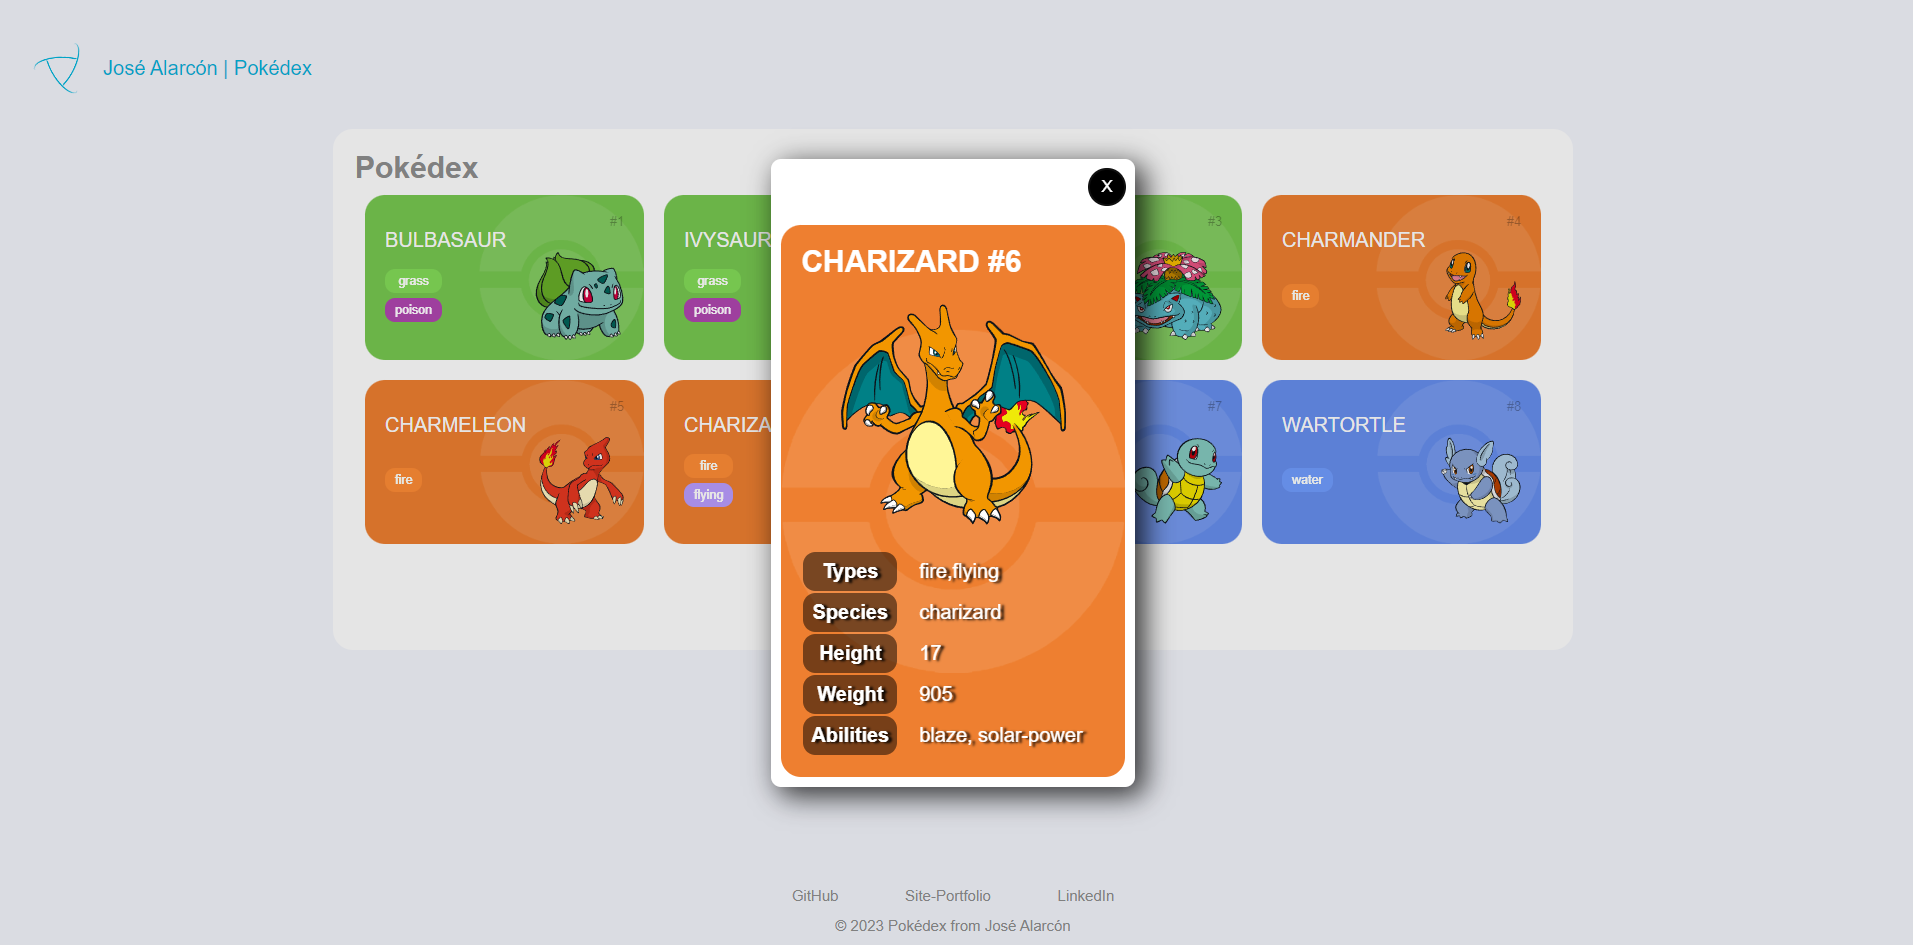 José Alarcón | Pokédex
Pokédex
#1
BULBASAUR
grass
poison
IVYSAUR
grass
poison
#3
#4
CHARMANDER
fire
#5
CHARMELEON
fire
CHARIZA
fire
flying
#7
#8
WARTORTLE
water
X
CHARIZARD #6
Types fire,flying
Species charizard
Height 17
Weight 905
Abilities blaze, solar-power
GitHub Site-Portfolio LinkedIn
© 2023 Pokédex from José Alarcón